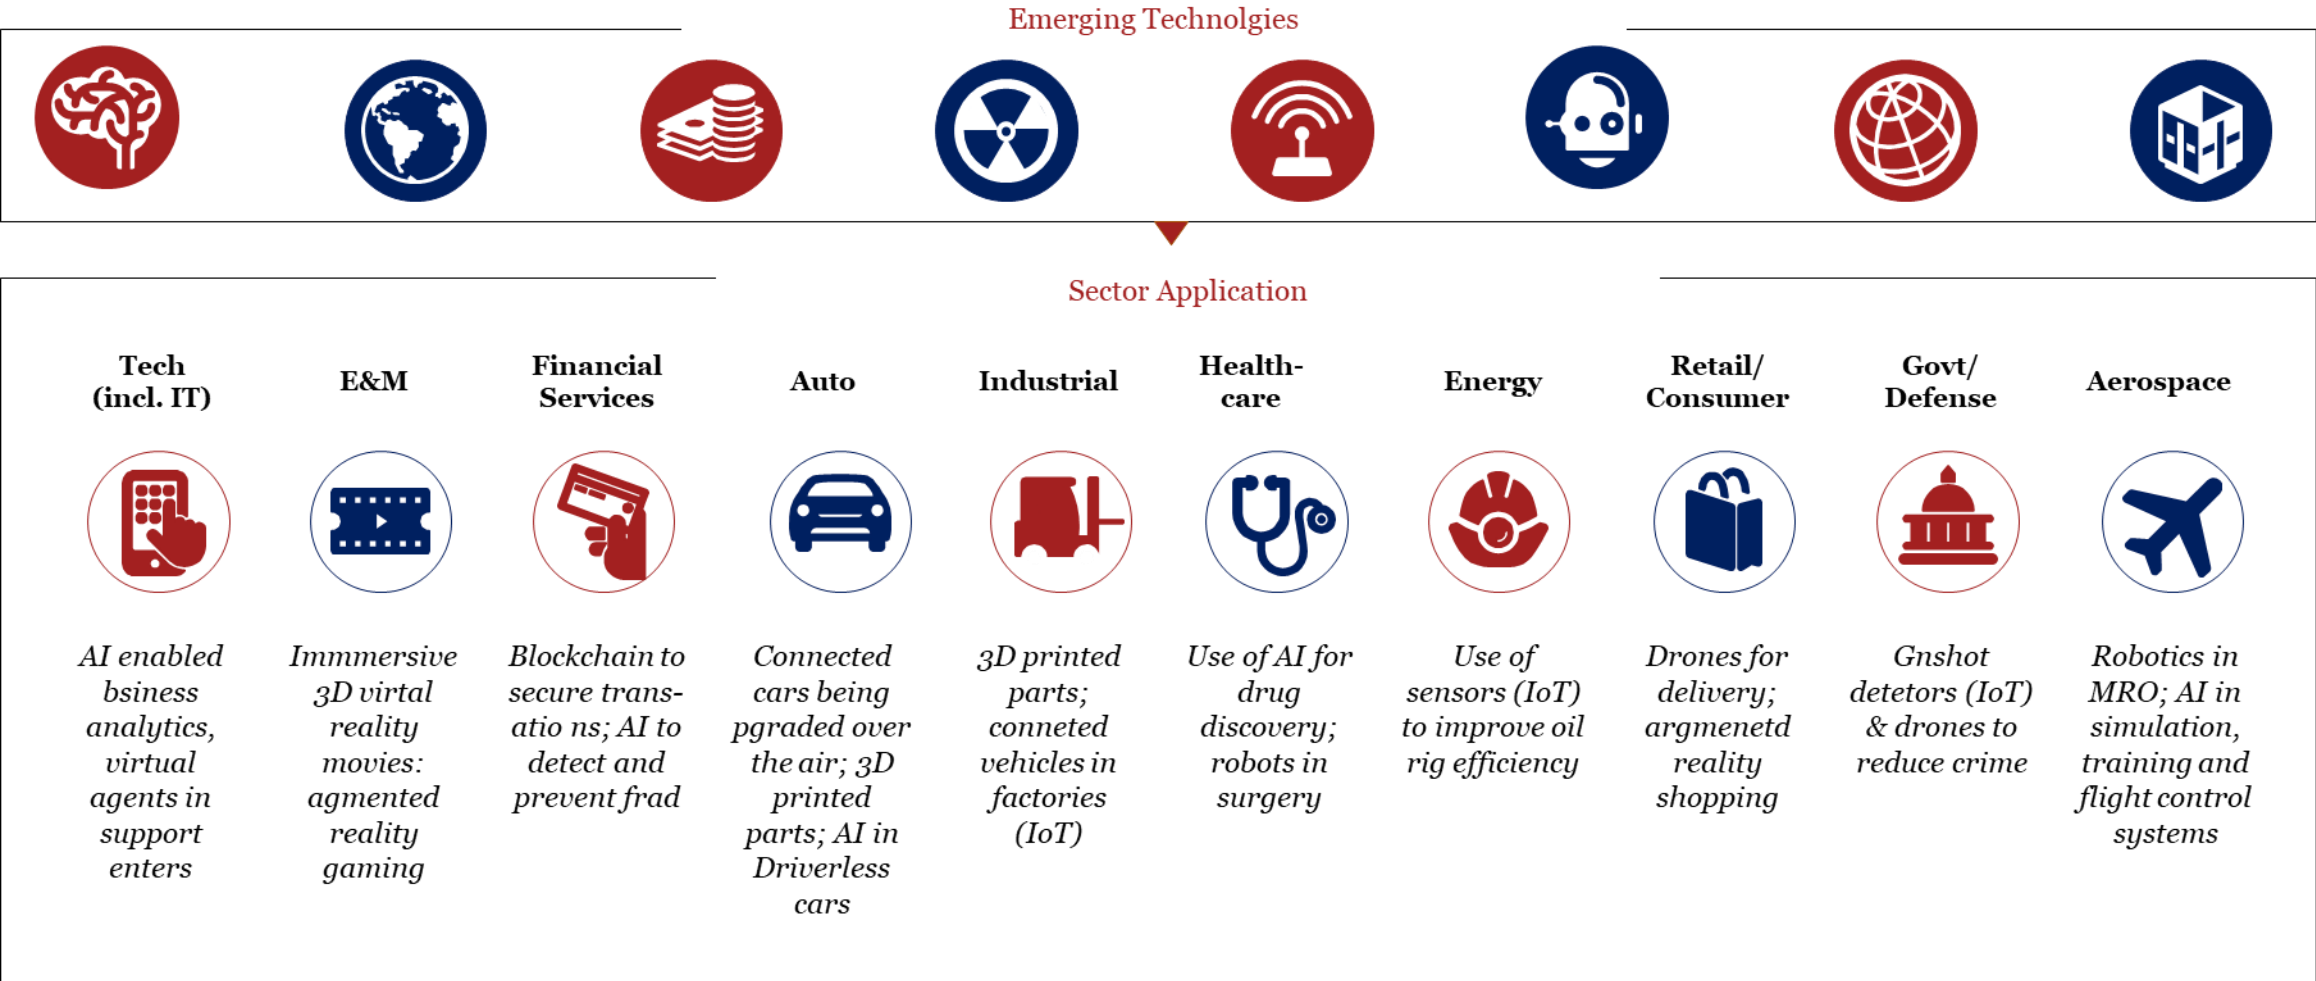 Emerging Technolgies
Sector Application
Tech
(incl. IT)
E&M
Financial
Services
Auto
Industrial
Health-
care
Energy
Retail/
Consumer
Govt/
Defense
Aerospace
AI enabled
bsiness
analytics,
virtual
agents in
support
enters
Immmersive
3D virtal
reality
movies:
agmented
reality
gaming
Blockchain to
secure trans-
atio ns; AI to
detect and
prevent frad
Connected
cars being
pgraded over
the air; 3D
printed
parts; AI in
Driverless
cars
3D printed
parts;
conneted
vehicles in
factories
(IoT)
Use of AI for
drug
discovery;
robots in
surgery
Use of
sensors (IoT)
to improve oil
rig efficiency
Drones for
delivery;
argmenetd
reality
shopping
Gnshot
detetors (IoT)
& drones to
reduce crime
Robotics in
MRO; AI in
simulation,
training and
flight control
systems